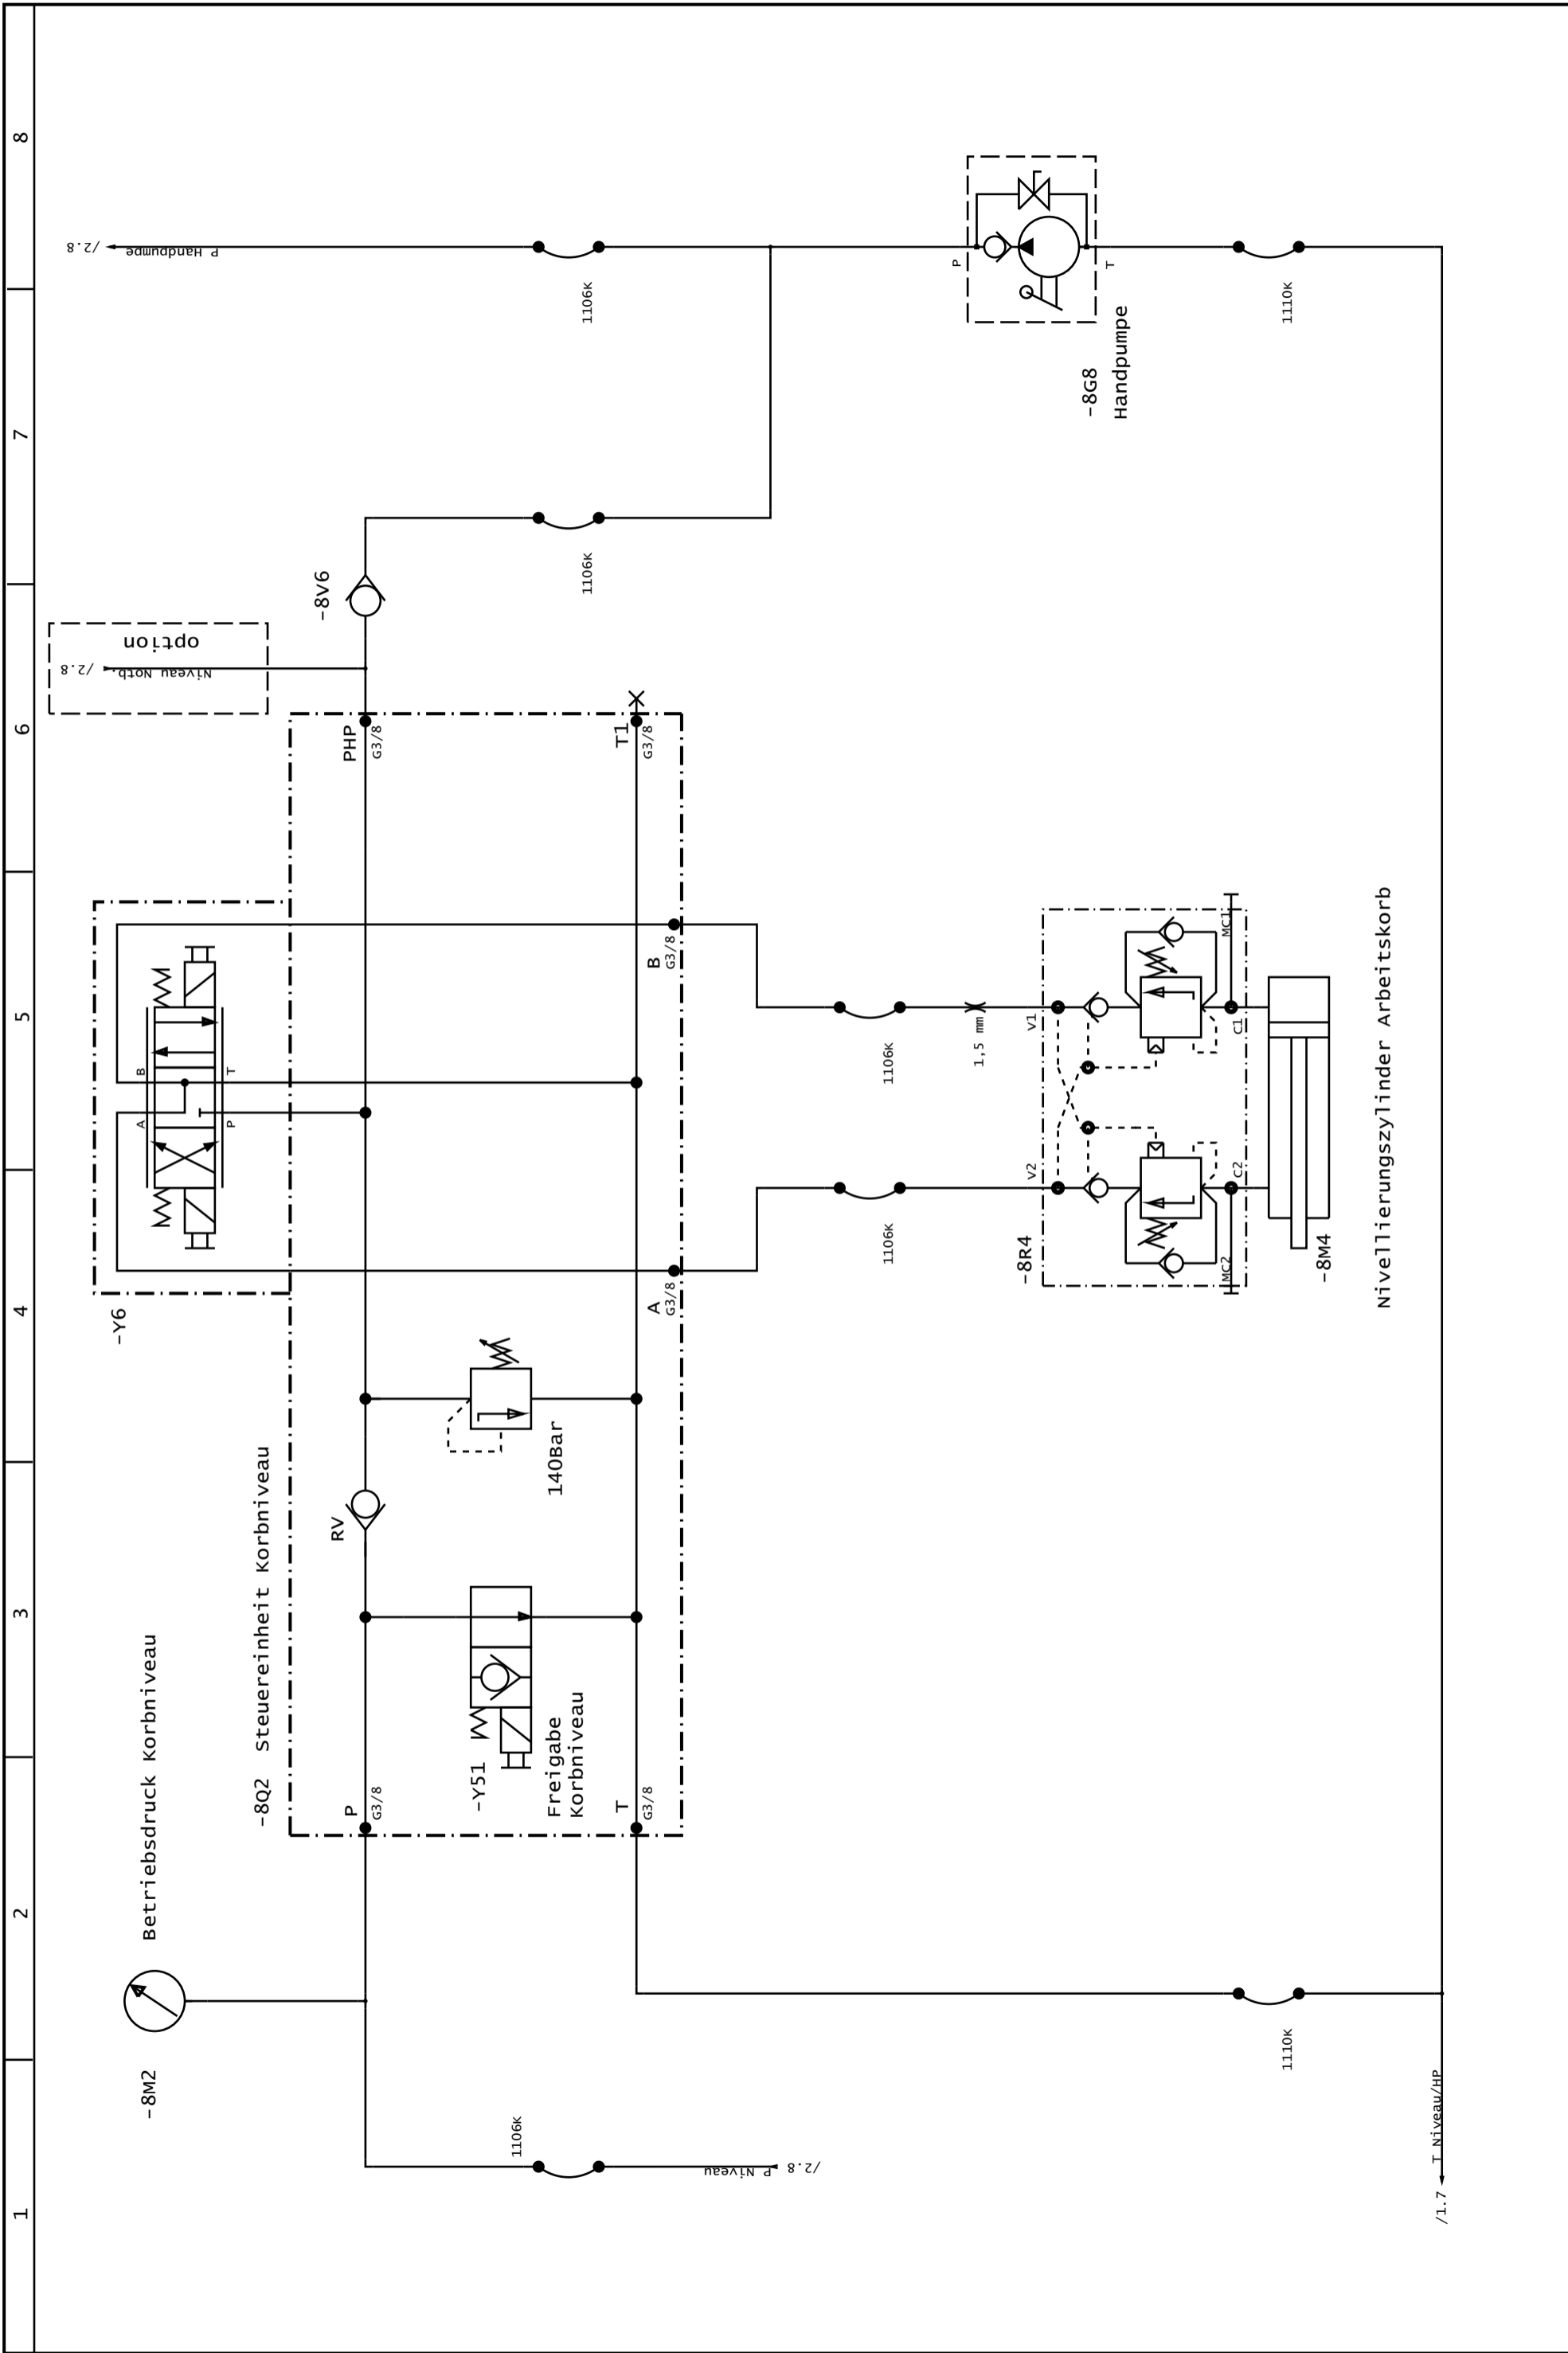 1
2
3
4
5
6
7
8
-8M2
Betriebsdruck Korbniveau
1106K
P Niveau
/2.8
-8Q2 Steuereinheit Korbniveau
P
G3/8
T
G3/8
-Y51
Freigabe
Korbniveau
RV
140Bar
-Y6
A
B
P
T
A
G3/8
B
G3/8
PHP
G3/8
T1
G3/8
option
Niveau Notb.
/2.8
-8V6
1106K
P Handpumpe
/2.8
1106K
P
T
-8G8
Handpumpe
1110K
1106K
1106K
1,5 mm
-8R4
V2
V1
C2
C1
MC2
MC1
-8M4
Nivellierungszylinder Arbeitskorb
1110K
T Niveau/HP
/1.7